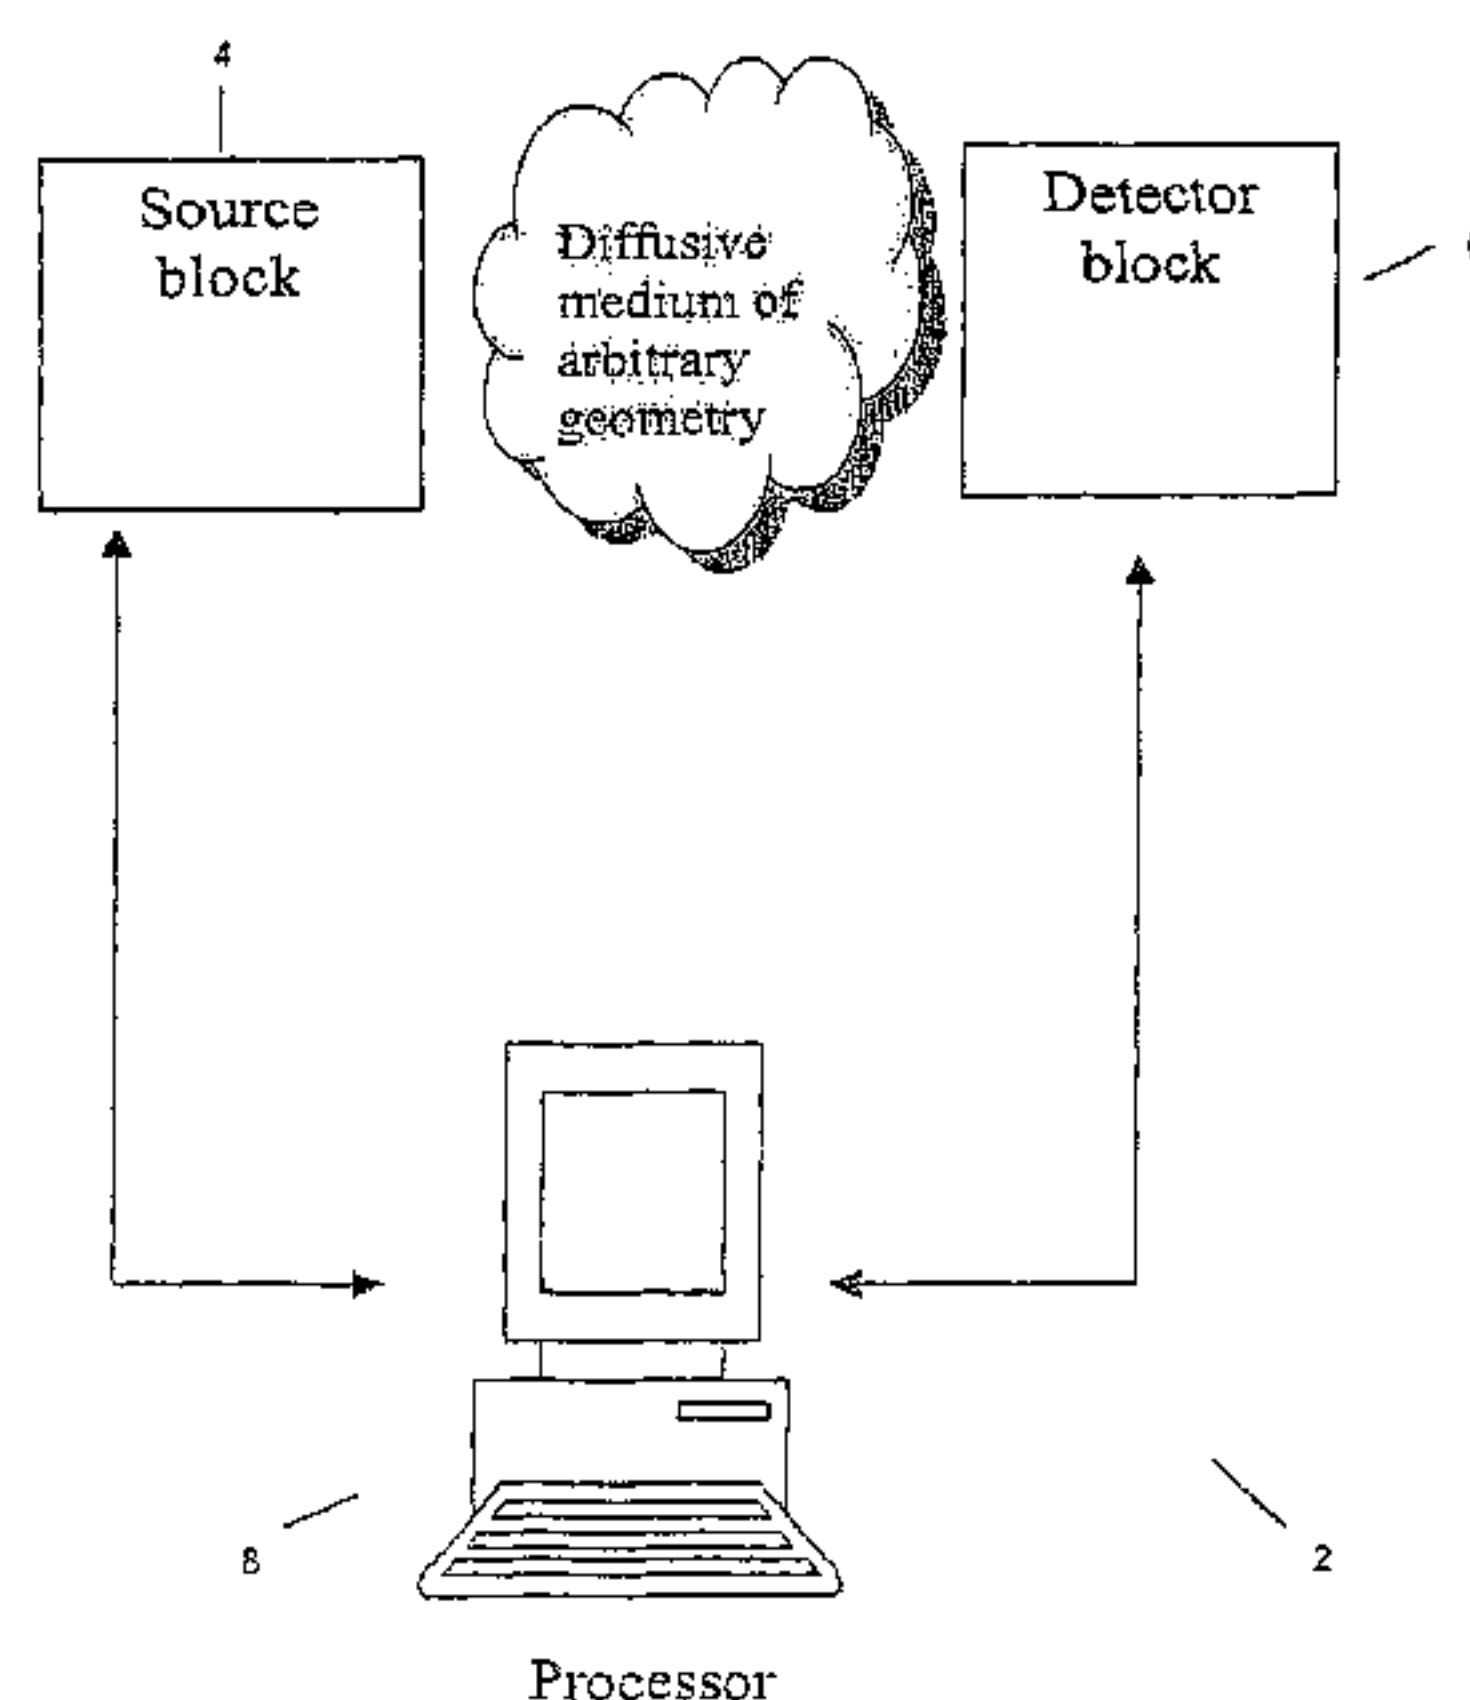 4
Source
block
Diffusive
medium of
arbitrary
geometry
Detector
block
8
2
Processor